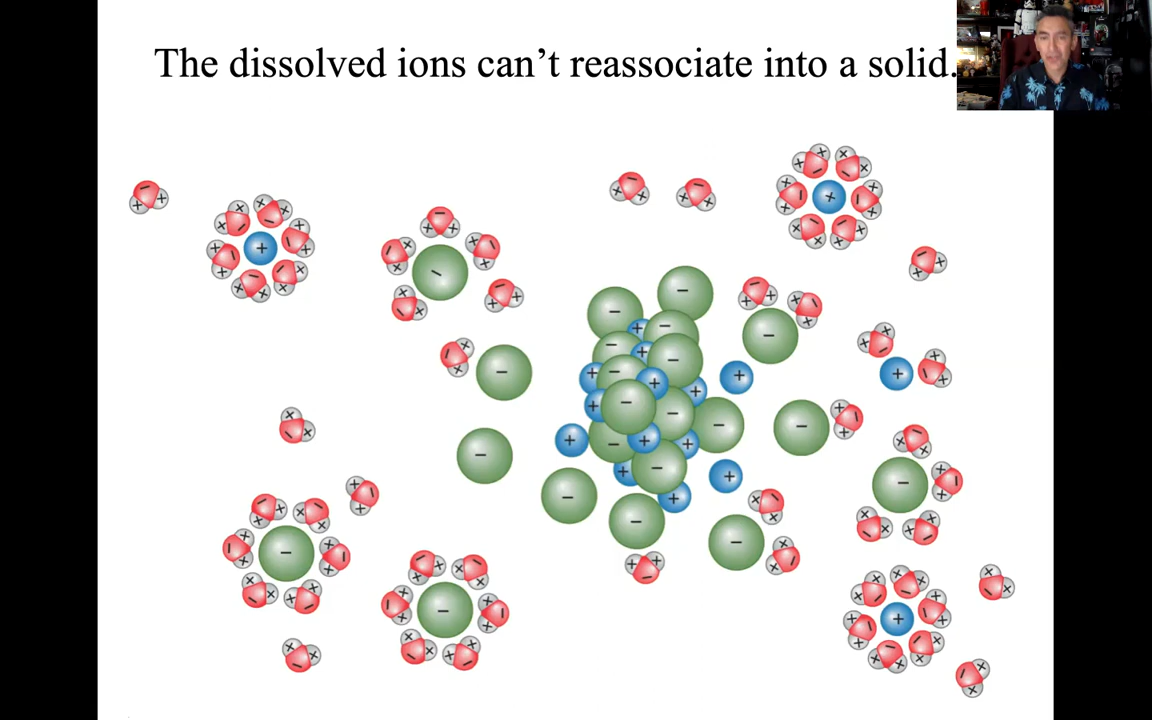 The dissolved ions can't reassociate into a solid.